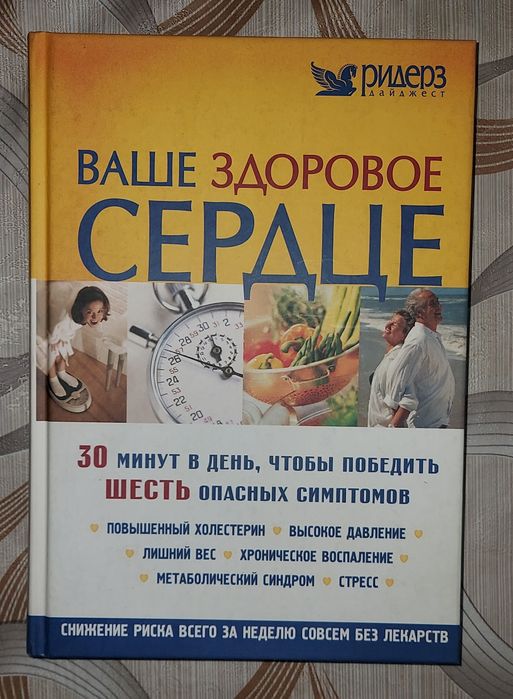 ридерз
дайджест
ВАШЕ ЗДОРОВОЕ
СЕРДЦЕ
30 МИНУТ В ДЕНЬ, ЧТОБЫ ПОБЕДИТЬ
ШЕСТЬ ОПАСНЫХ СИМПТОМОВ
ПОВЫШЕННЫЙ ХОЛЕСТЕРИН ВЫСОКОЕ ДАВЛЕНИЕ
ЛИШНИЙ ВЕС ХРОНИЧЕСКОЕ ВОСПАЛЕНИЕ
МЕТАБОЛИЧЕСКИЙ СИНДРОМ СТРЕСС
СНИЖЕНИЕ РИСКА ВСЕГО ЗА НЕДЕЛЮ СОВСЕМ БЕЗ ЛЕКАРСТВ